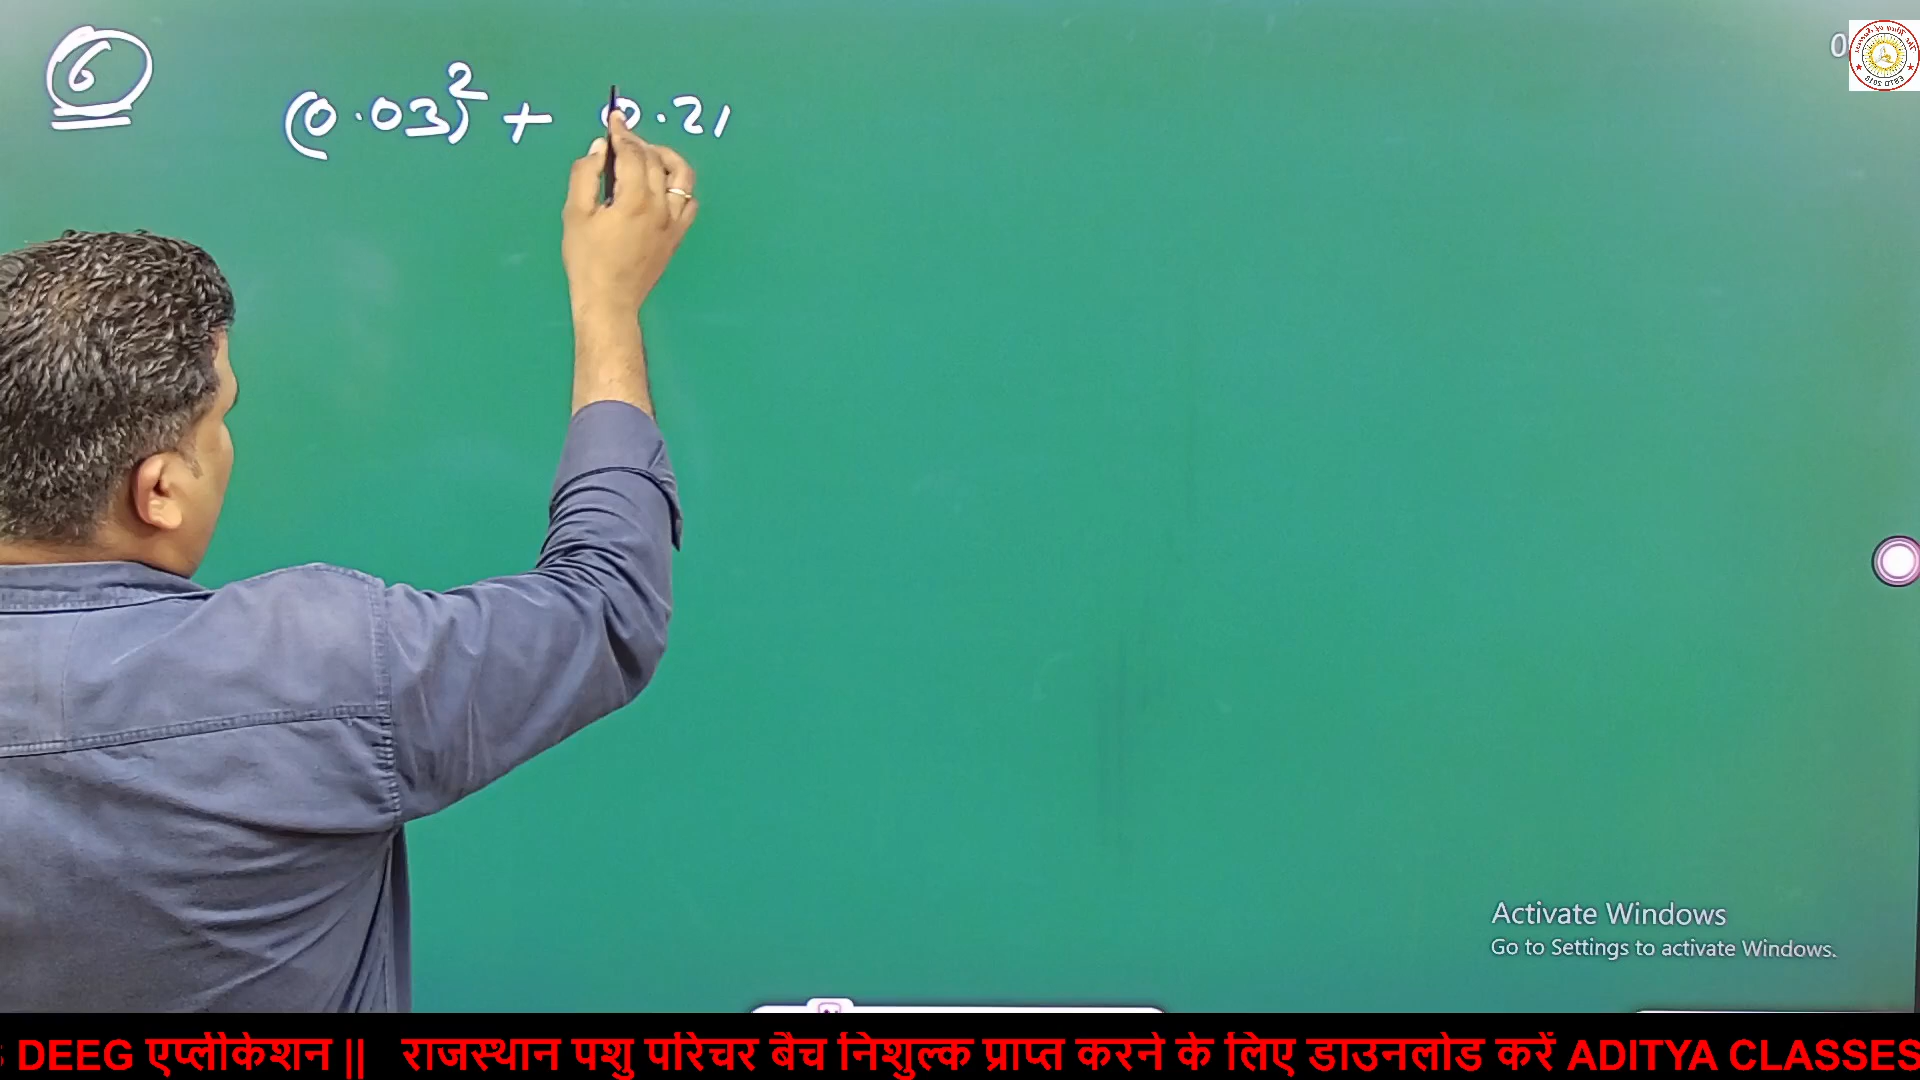 6
(0.03)² + 0.21
0
Activate Windows
Go to Settings to activate Windows.
DEEG एप्लीकेशन || राजस्थान पशु परिचर बैच निशुल्क प्राप्त करने के लिए डाउनलोड करें ADITYA CLASSES